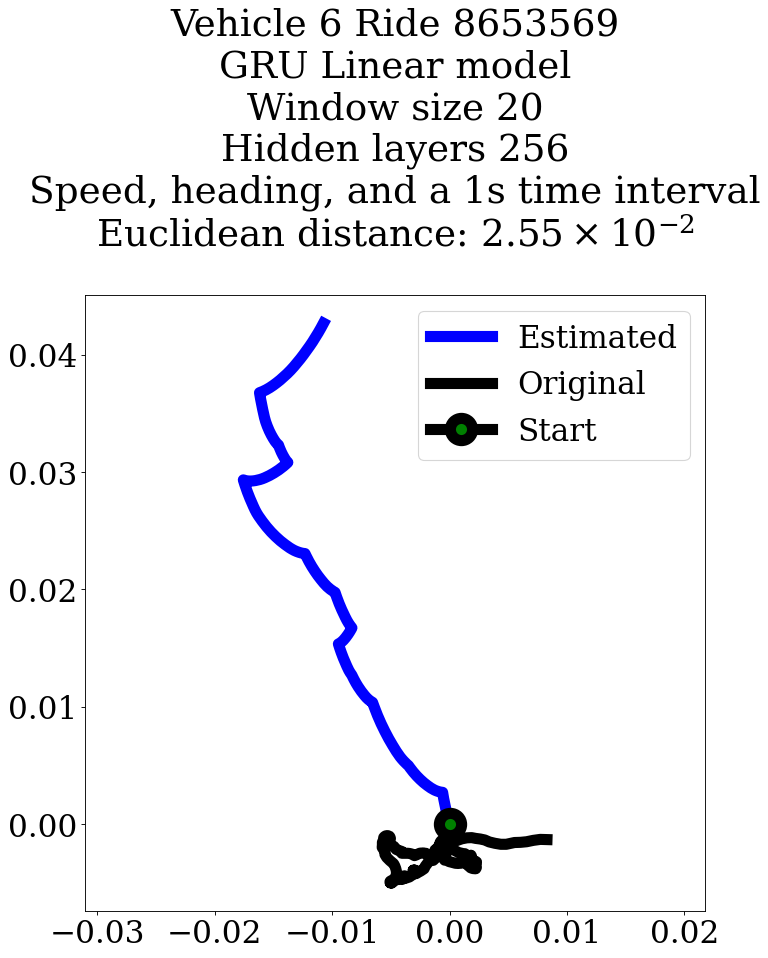 Vehicle 6 Ride 8653569
GRU Linear model
Window size 20
Hidden layers 256
Speed, heading, and a 1s time interval
Euclidean distance: 2.55 × 10⁻²
Estimated
Original
Start
0.04
0.03
0.02
0.01
0.00
−0.03 −0.02 −0.01 0.00 0.01 0.02